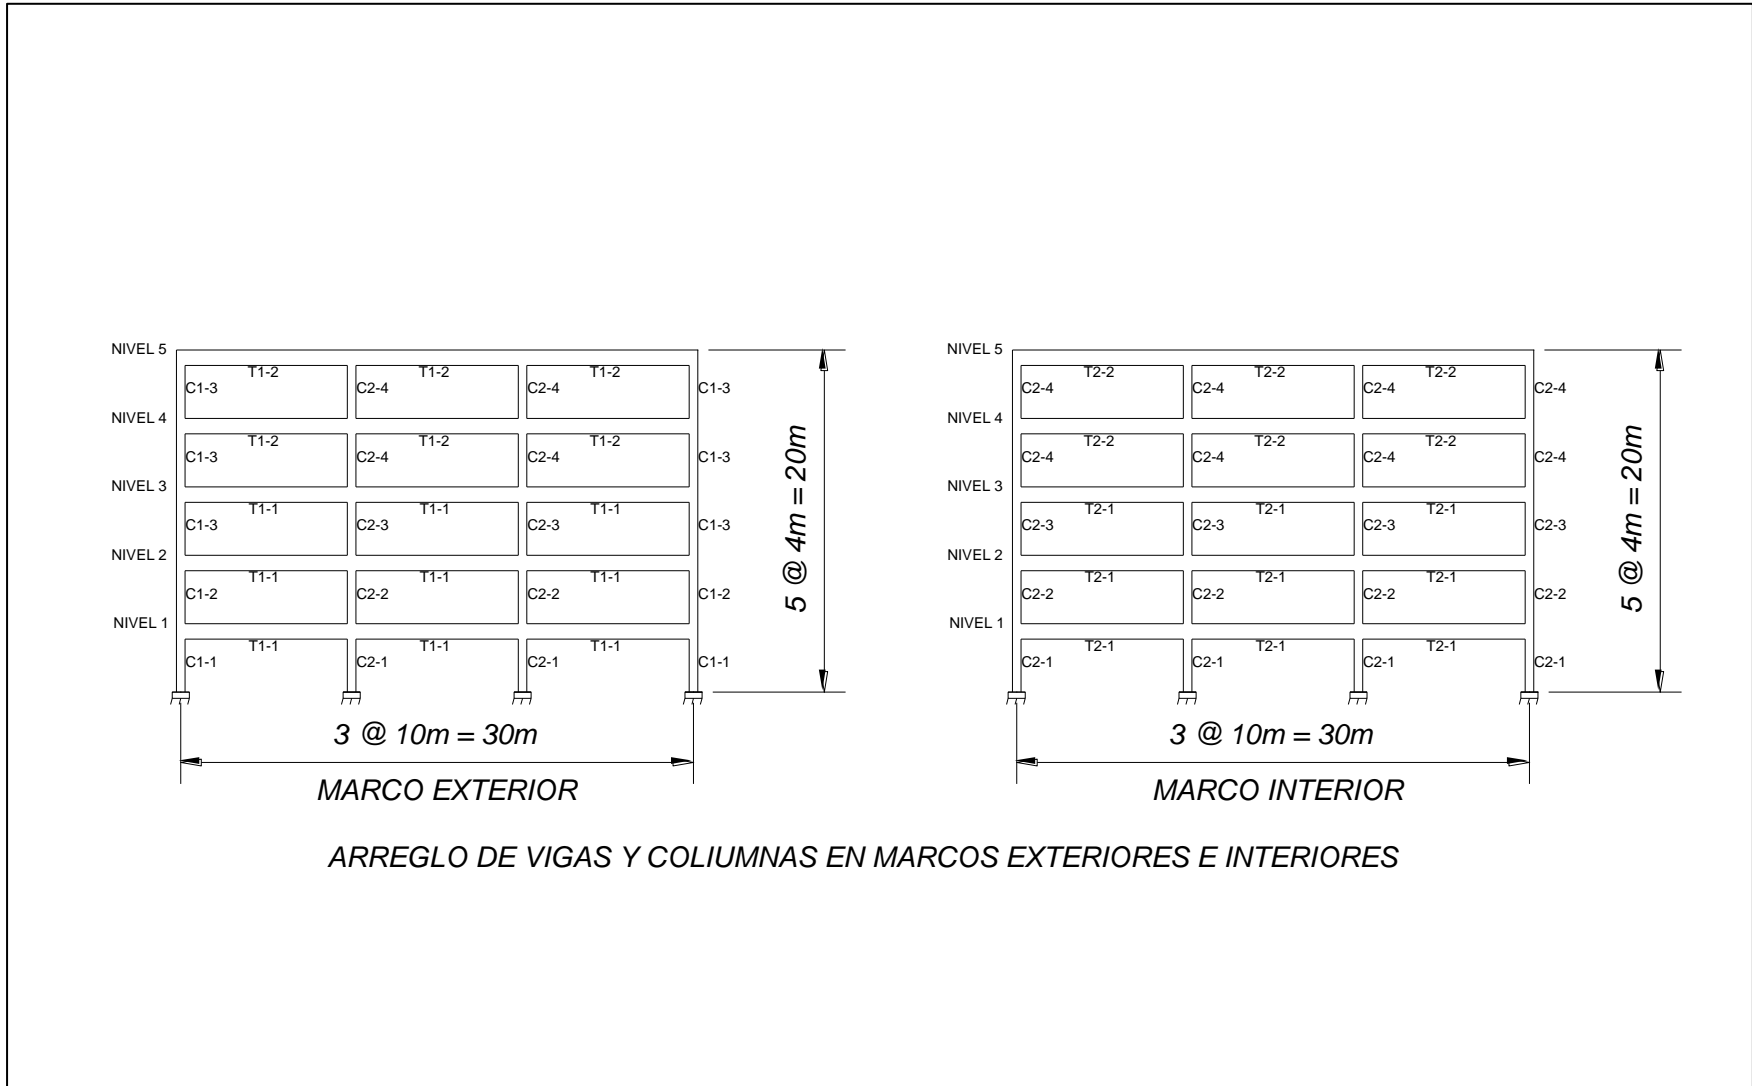 NIVEL 5
T1-2 T1-2 T1-2
C1-3 C2-4 C2-4 C1-3
NIVEL 4
T1-2 T1-2 T1-2
C1-3 C2-4 C2-4 C1-3
NIVEL 3
T1-1 T1-1 T1-1
C1-3 C2-3 C2-3 C1-3
NIVEL 2
T1-1 T1-1 T1-1
C1-2 C2-2 C2-2 C1-2
NIVEL 1
T1-1 T1-1 T1-1
C1-1 C2-1 C2-1 C1-1
5 @ 4m = 20m
3 @ 10m = 30m
MARCO EXTERIOR
NIVEL 5
T2-2 T2-2 T2-2
C2-4 C2-4 C2-4 C2-4
NIVEL 4
T2-2 T2-2 T2-2
C2-4 C2-4 C2-4 C2-4
NIVEL 3
T2-1 T2-1 T2-1
C2-3 C2-3 C2-3 C2-3
NIVEL 2
T2-1 T2-1 T2-1
C2-2 C2-2 C2-2 C2-2
NIVEL 1
T2-1 T2-1 T2-1
C2-1 C2-1 C2-1 C2-1
5 @ 4m = 20m
3 @ 10m = 30m
MARCO INTERIOR
ARREGLO DE VIGAS Y COLIUMNAS EN MARCOS EXTERIORES E INTERIORES